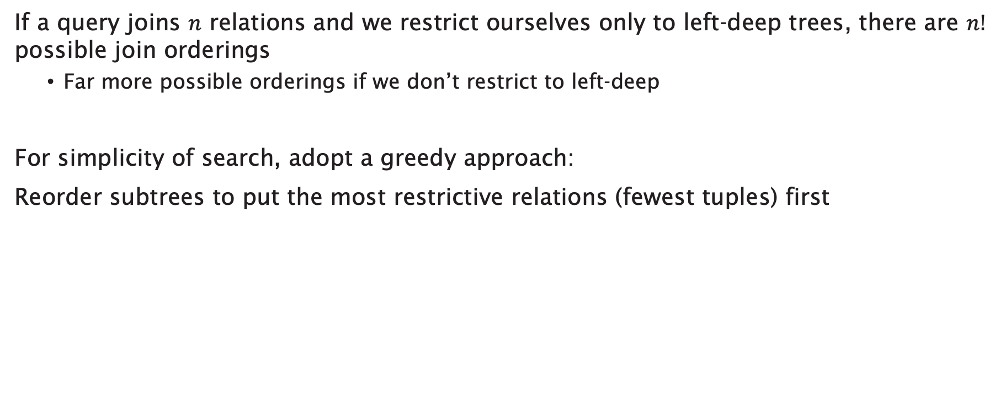 If a query joins n relations and we restrict ourselves only to left-deep trees, there are n!
possible join orderings
• Far more possible orderings if we don’t restrict to left-deep
For simplicity of search, adopt a greedy approach:
Reorder subtrees to put the most restrictive relations (fewest tuples) first